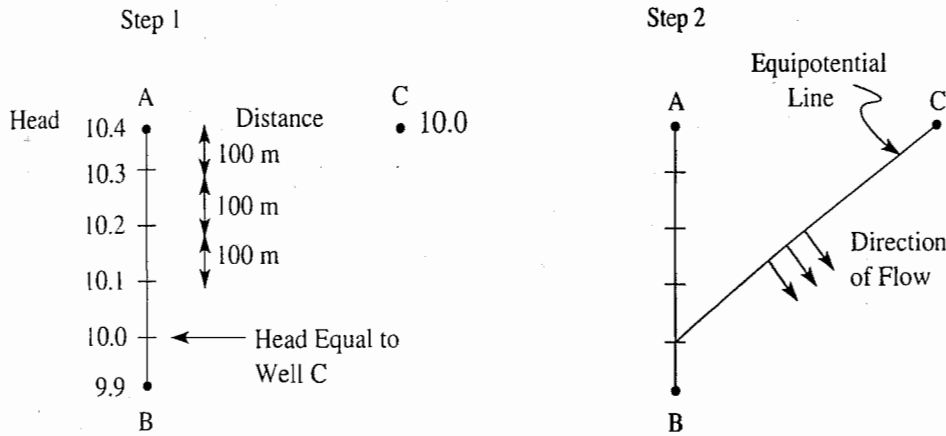 Step 1
A
C
Head
10.4
Distance
10.0
100 m
10.3
100 m
10.2
100 m
10.1
10.0
Head Equal to
Well C
9.9
B
Step 2
Equipotential
Line
A
C
Direction
of Flow
B